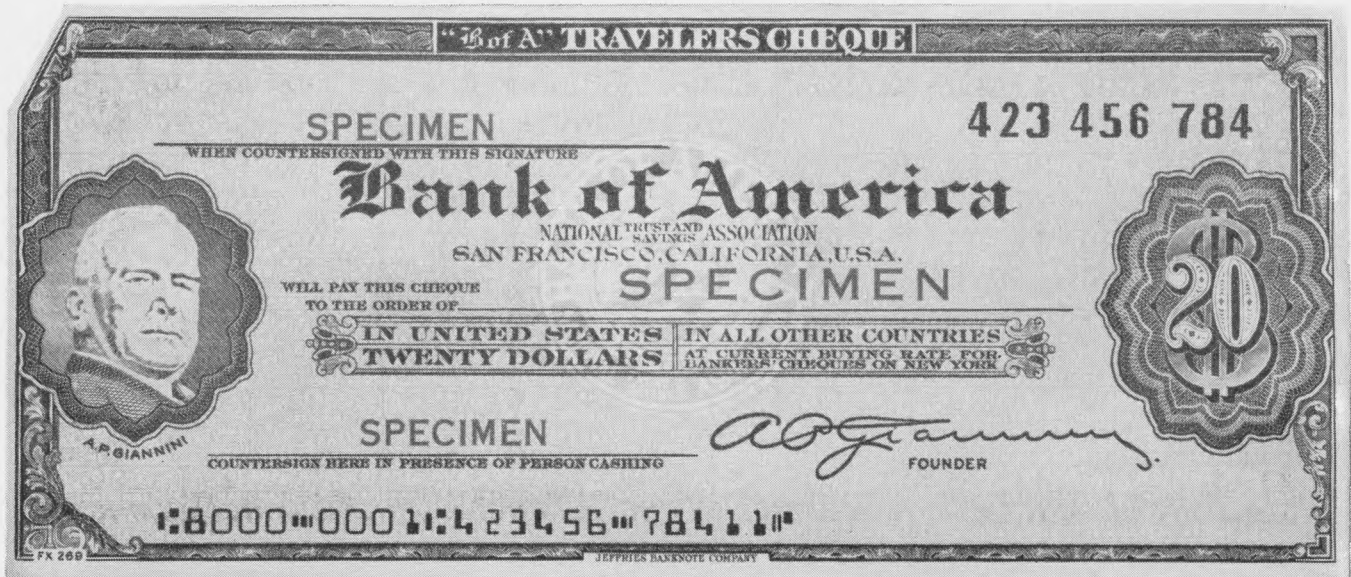 "B of A" TRAVELERS CHEQUE
423 456 784
SPECIMEN
WHEN COUNTERSIGNED WITH THIS SIGNATURE
Bank of America
NATIONAL TRUST AND SAVINGS ASSOCIATION
SAN FRANCISCO, CALIFORNIA, U.S.A.
WILL PAY THIS CHEQUE
TO THE ORDER OF SPECIMEN
IN UNITED STATES
TWENTY DOLLARS
IN ALL OTHER COUNTRIES
AT CURRENT BUYING RATE FOR
BANKERS' CHEQUES ON NEW YORK
$20
A.P. GIANNINI
SPECIMEN
COUNTERSIGN HERE IN PRESENCE OF PERSON CASHING
A P Giannini
FOUNDER
⑆8000⑉0001⑆423456⑉78411⑈
FX 269
JEFFRIES BANKNOTE COMPANY